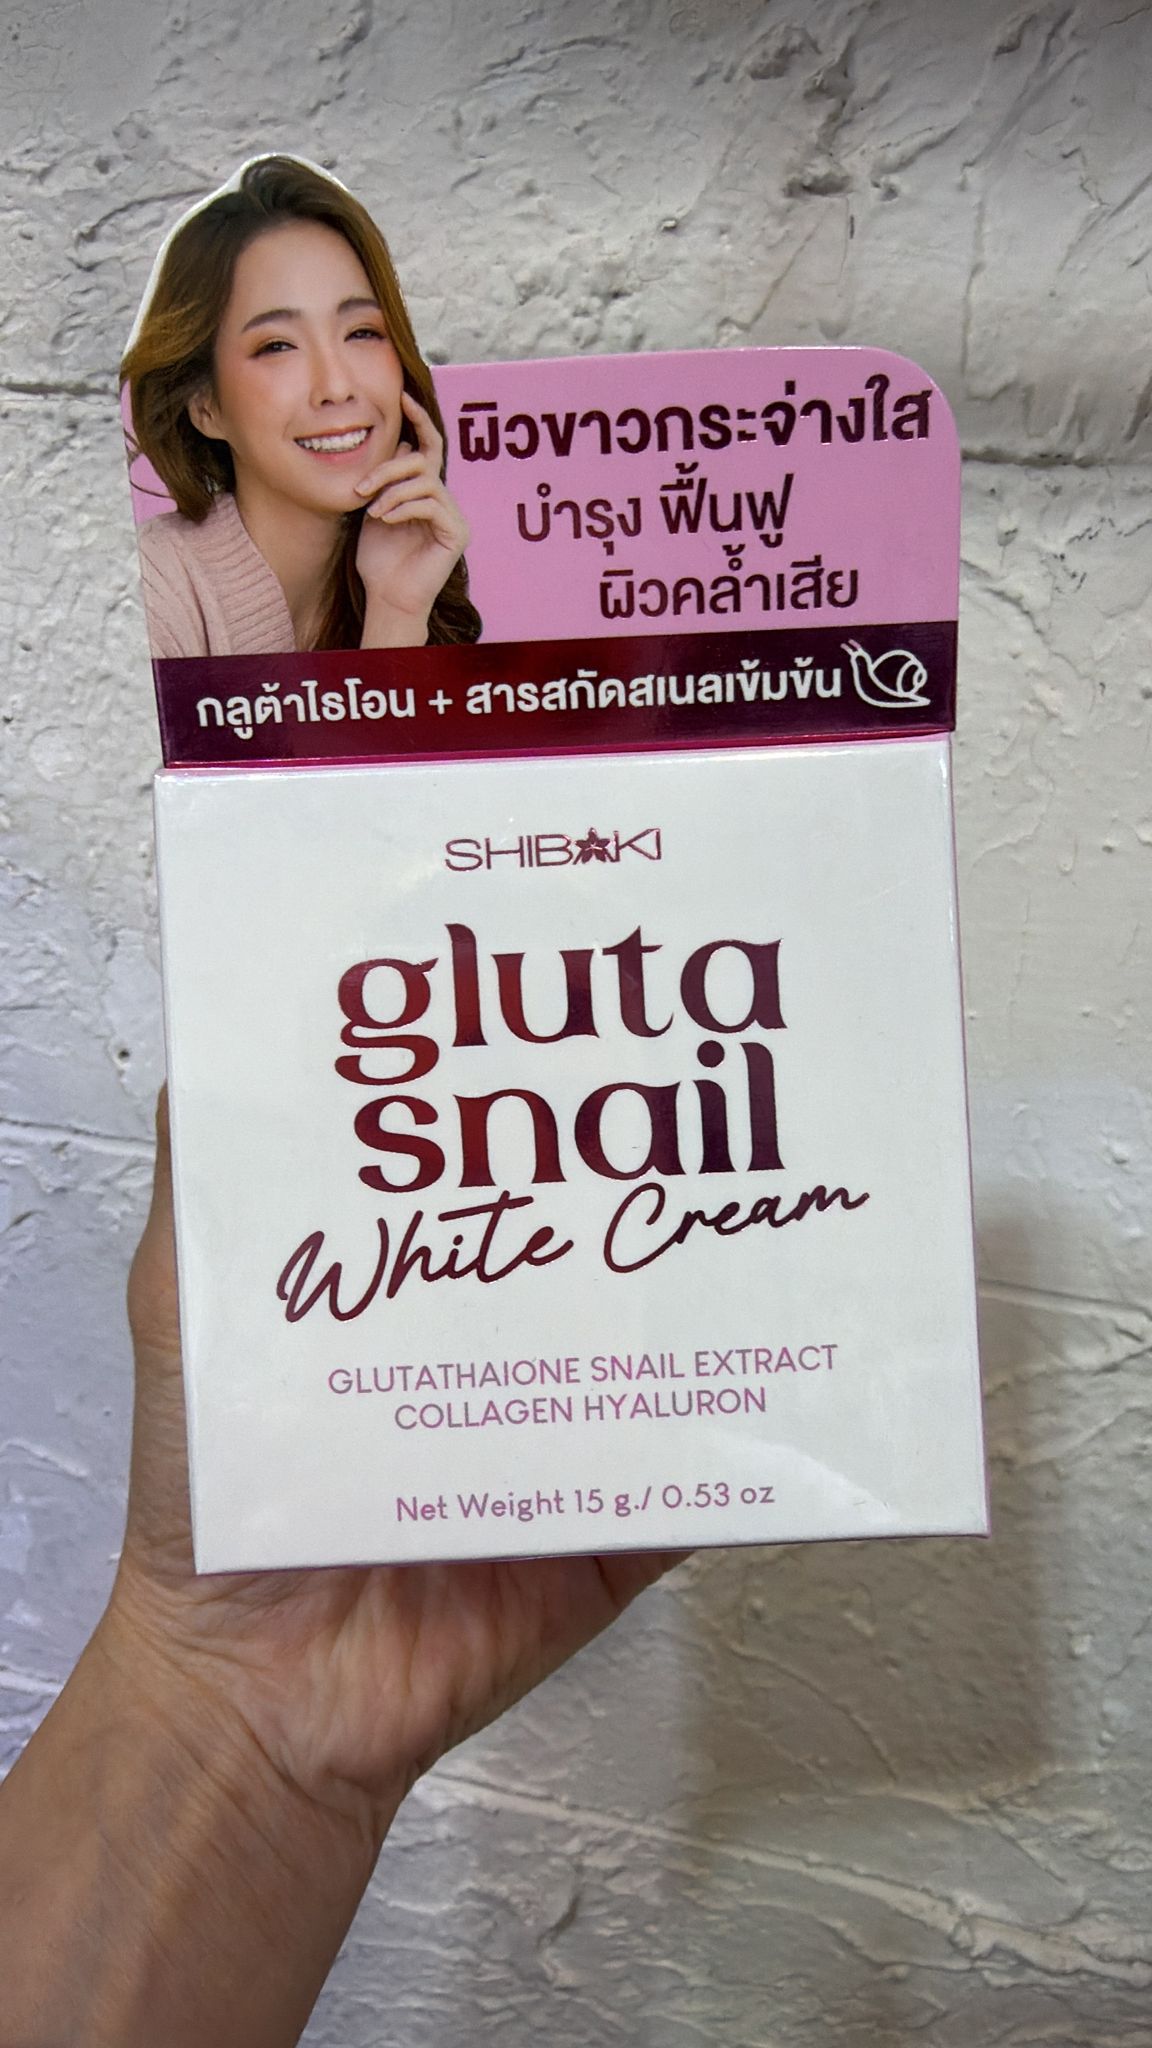 ผิวขาวกระจ่างใส
บำรุง ฟื้นฟู
ผิวคล้ำเสีย
กลูต้าไธโอน + สารสกัดสเนลเข้มข้น
SHIBAKI
gluta
snail
White Cream
GLUTATHAIONE SNAIL EXTRACT
COLLAGEN HYALURON
Net Weight 15 g./ 0.53 oz